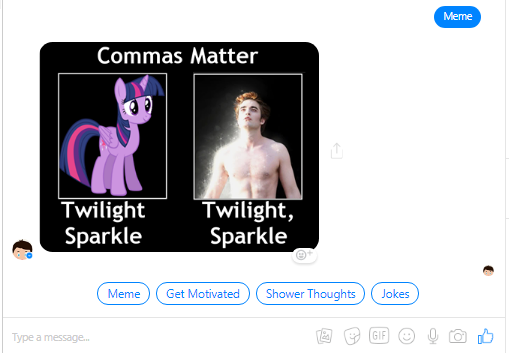 Meme
Commas Matter
Twilight
Sparkle
Twilight,
Sparkle
Meme
Get Motivated
Shower Thoughts
Jokes
Type a message...
GIF